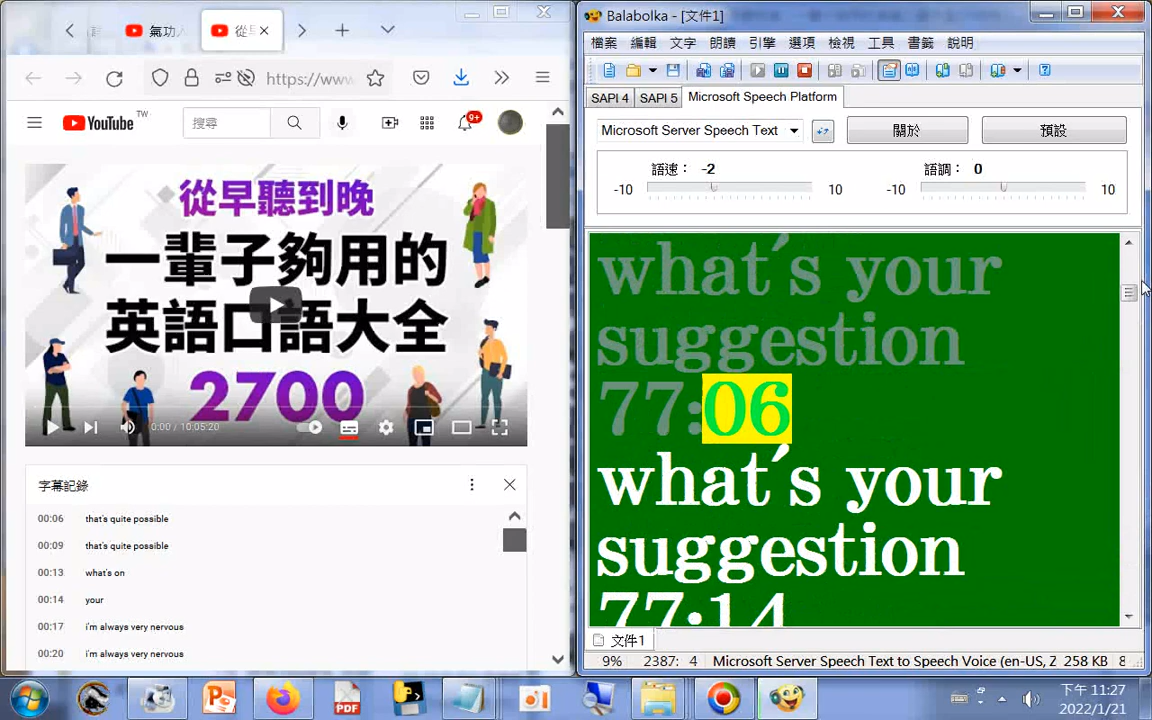 氣功
從
https://www
9+
YouTube TW
搜尋
從早聽到晚
一輩子夠用的
英語口語大全
2700
0:00 / 10:05:20
字幕記錄
00:06 that's quite possible
00:09 that's quite possible
00:13 what's on
00:14 your
00:17 i'm always very nervous
00:20 i'm always very nervous
Balabolka - [文件1]
檔案 編輯 文字 朗讀 引擎 選項 檢視 工具 書籤 說明
SAPI 4 SAPI 5 Microsoft Speech Platform
Microsoft Server Speech Text 關於 預設
語速： -2 語調： 0
-10 10 -10 10
what's your
suggestion
77:06
what's your
suggestion
77:14
文件1
9% 2387: 4 Microsoft Server Speech Text to Speech Voice (en-US, Z 258 KB 8
PDF
下午 11:27
2022/1/21